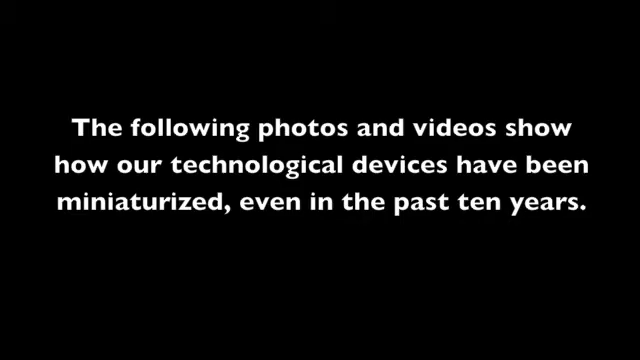 The following photos and videos show
how our technological devices have been
miniaturized, even in the past ten years.